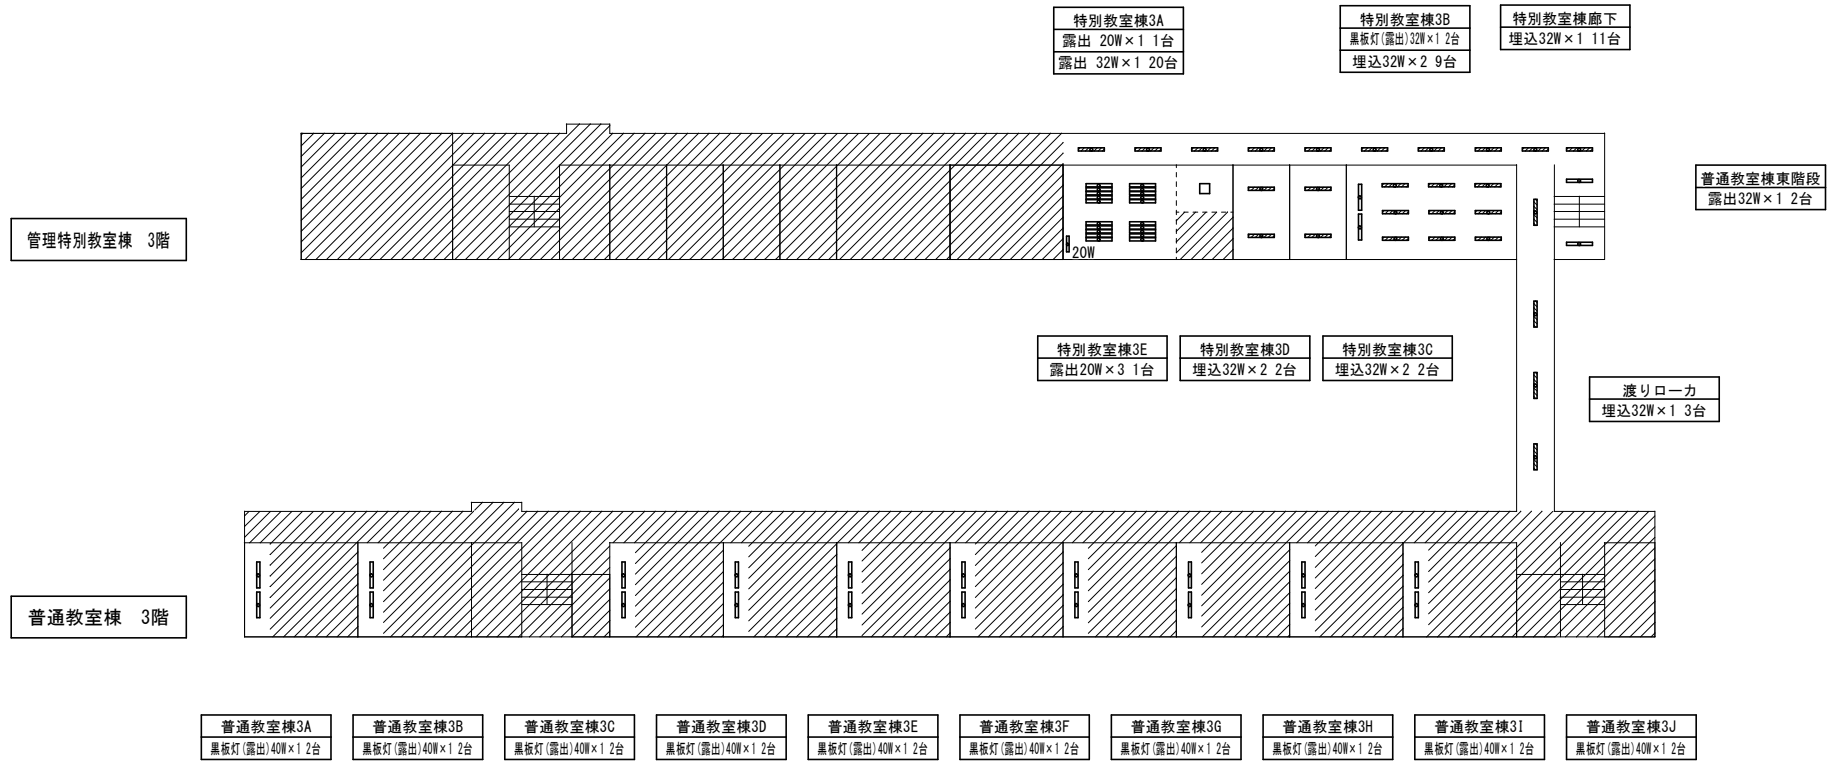 特別教室棟3A
露出 20W×1 1台
露出 32W×1 20台
特別教室棟3B
黒板灯(露出)32W×1 2台
埋込32W×2 9台
特別教室棟廊下
埋込32W×1 11台
普通教室棟東階段
露出32W×1 2台
管理特別教室棟 3階
20W
特別教室棟3E
露出20W×3 1台
特別教室棟3D
埋込32W×2 2台
特別教室棟3C
埋込32W×2 2台
渡りローカ
埋込32W×1 3台
普通教室棟 3階
普通教室棟3A
黒板灯(露出)40W×1 2台
普通教室棟3B
黒板灯(露出)40W×1 2台
普通教室棟3C
黒板灯(露出)40W×1 2台
普通教室棟3D
黒板灯(露出)40W×1 2台
普通教室棟3E
黒板灯(露出)40W×1 2台
普通教室棟3F
黒板灯(露出)40W×1 2台
普通教室棟3G
黒板灯(露出)40W×1 2台
普通教室棟3H
黒板灯(露出)40W×1 2台
普通教室棟3I
黒板灯(露出)40W×1 2台
普通教室棟3J
黒板灯(露出)40W×1 2台